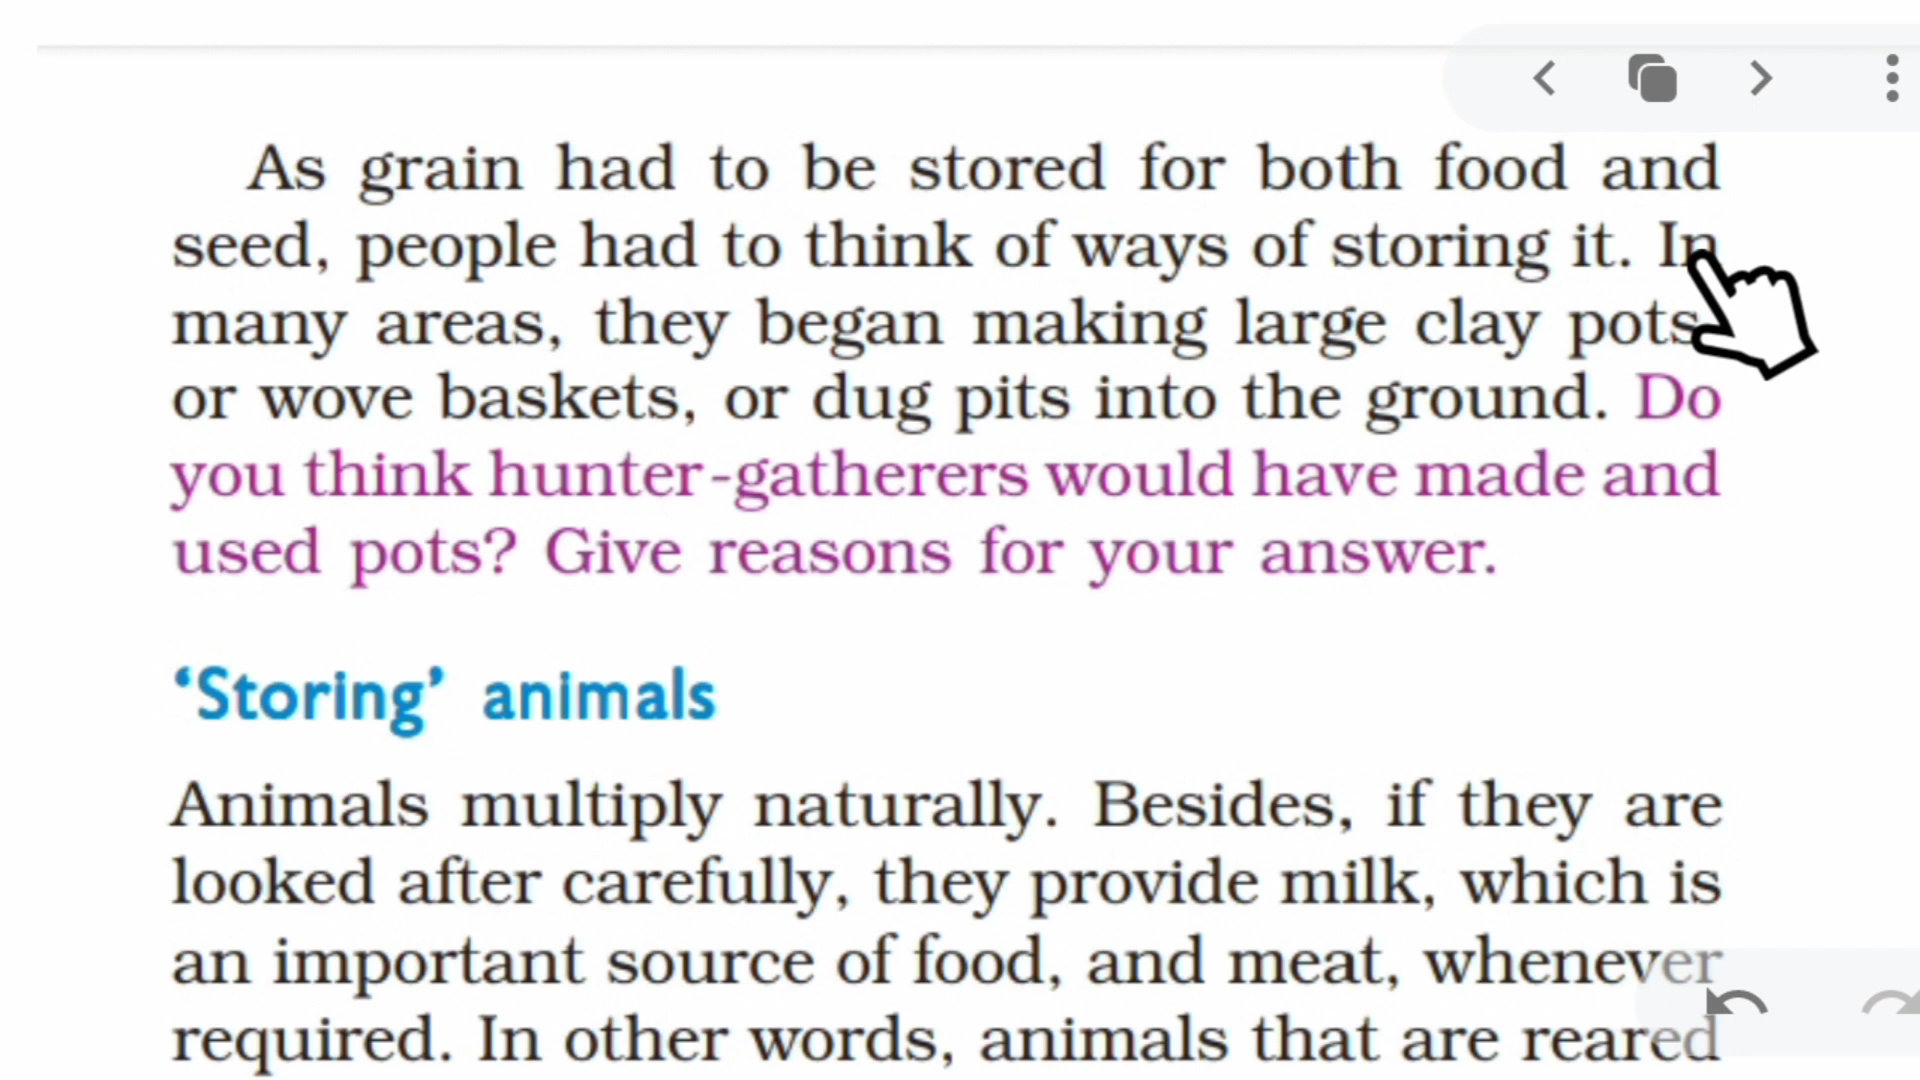 As grain had to be stored for both food and
seed, people had to think of ways of storing it. In
many areas, they began making large clay pots,
or wove baskets, or dug pits into the ground. Do
you think hunter-gatherers would have made and
used pots? Give reasons for your answer.
‘Storing’ animals
Animals multiply naturally. Besides, if they are
looked after carefully, they provide milk, which is
an important source of food, and meat, whenever
required. In other words, animals that are reared